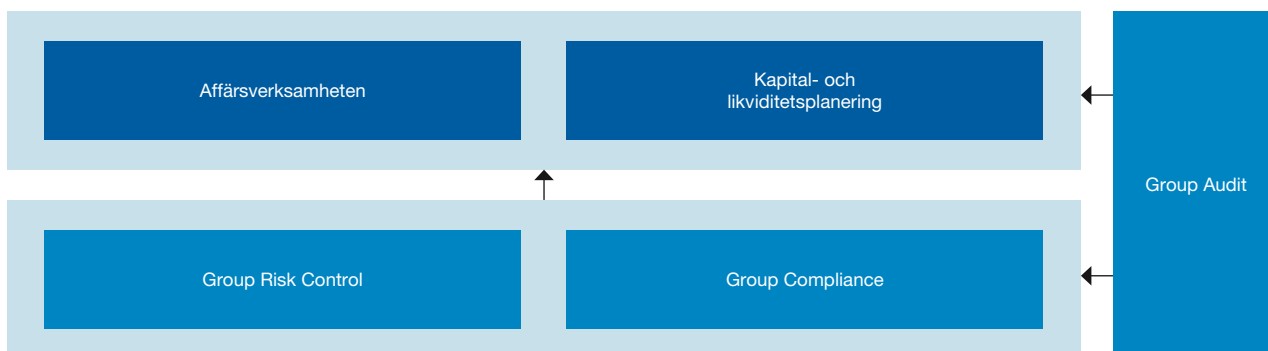 Affärsverksamheten
Kapital- och
likviditetsplanering
Group Audit
Group Risk Control
Group Compliance